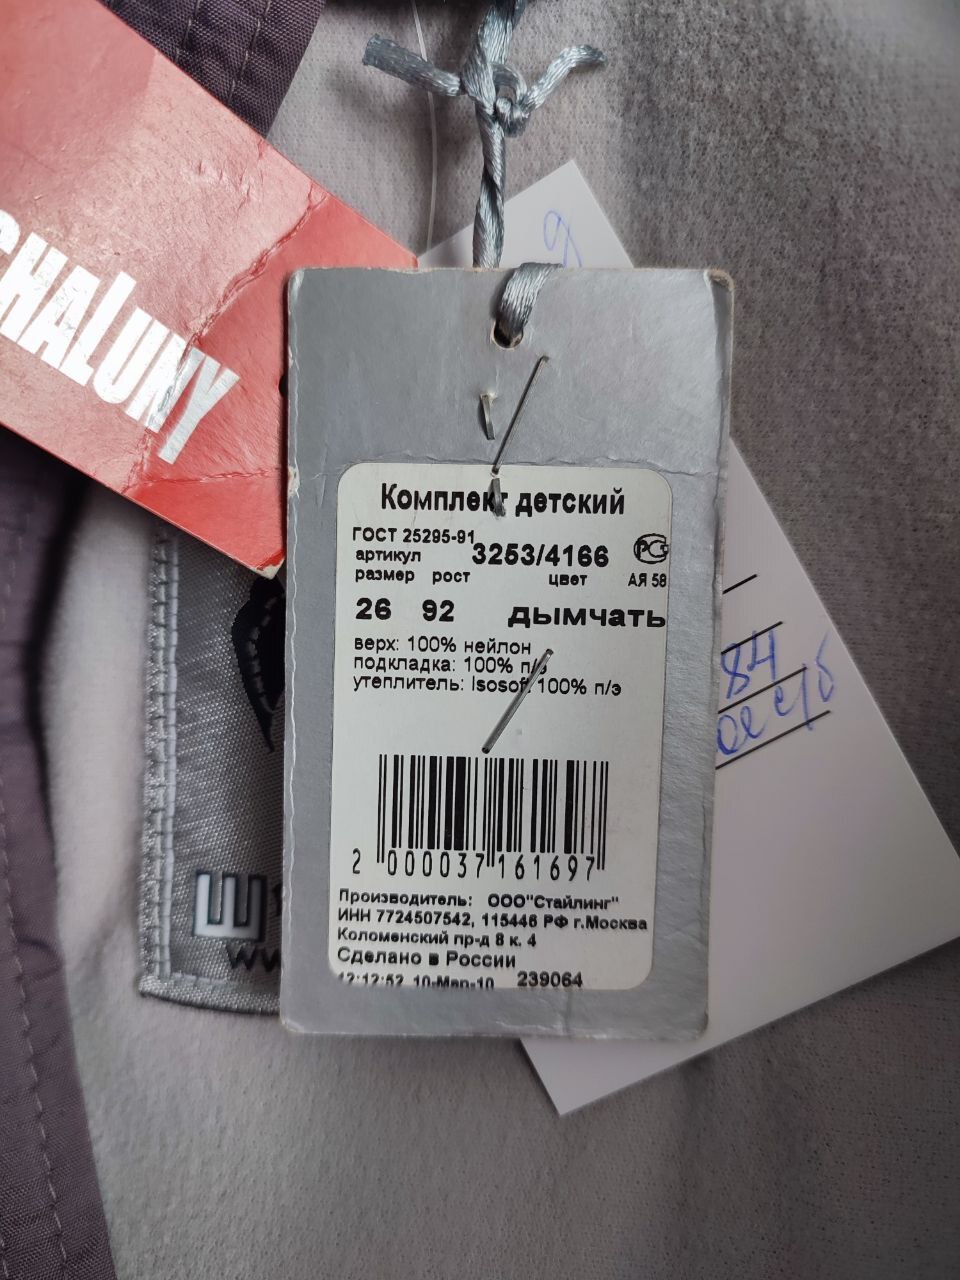 SHALUNY
Комплект детский
ГОСТ 25295-91
артикул 3253/4166 РСТ
размер рост цвет АЯ 58
26 92 дымчать
верх: 100% нейлон
подкладка: 100% п/э
утеплитель: Isosoft 100% п/э
84
2 000037 161697
Производитель: ООО"Стайлинг"
ИНН 7724507542, 115446 РФ г.Москва
Коломенский пр-д 8 к. 4
Сделано в России
12:12:52 10-Мар-10 239064
Ш